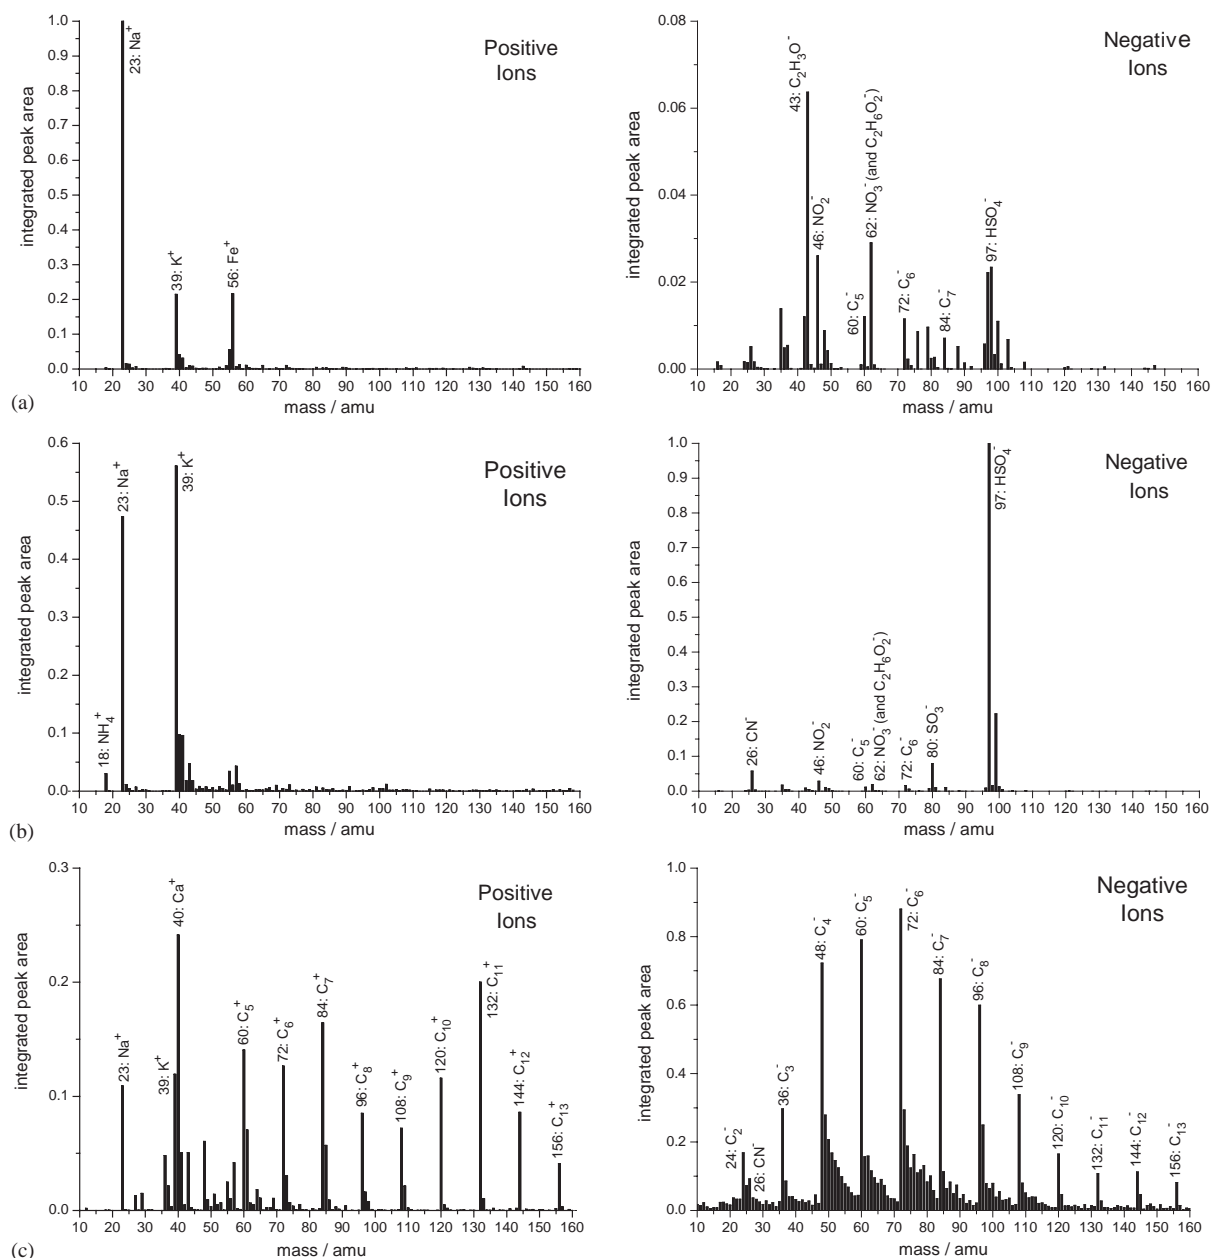 1.0
0.9
0.8
0.7
0.6
0.5
0.4
0.3
0.2
0.1
0.0
10 20 30 40 50 60 70 80 90 100 110 120 130 140 150 160
integrated peak area
mass / amu
Positive
Ions
23: Na⁺
39: K⁺
56: Fe⁺
(a)
0.08
0.06
0.04
0.02
0.00
10 20 30 40 50 60 70 80 90 100 110 120 130 140 150 160
integrated peak area
mass / amu
Negative
Ions
43: C₂H₃O⁻
46: NO₂⁻
60: C₅⁻
62: NO₃⁻ (and C₂H₆O₂⁻)
72: C₆⁻
84: C₇⁻
97: HSO₄⁻
0.6
0.5
0.4
0.3
0.2
0.1
0.0
10 20 30 40 50 60 70 80 90 100 110 120 130 140 150 160
integrated peak area
mass / amu
Positive
Ions
18: NH₄⁺
23: Na⁺
39: K⁺
(b)
1.0
0.9
0.8
0.7
0.6
0.5
0.4
0.3
0.2
0.1
0.0
10 20 30 40 50 60 70 80 90 100 110 120 130 140 150 160
integrated peak area
mass / amu
Negative
Ions
26: CN⁻
46: NO₂⁻
60: C₅⁻
62: NO₃⁻ (and C₂H₆O₂⁻)
72: C₆⁻
80: SO₃⁻
97: HSO₄⁻
0.3
0.2
0.1
0.0
10 20 30 40 50 60 70 80 90 100 110 120 130 140 150 160
integrated peak area
mass / amu
Positive
Ions
23: Na⁺
39: K⁺
40: Ca⁺
60: C₅⁺
72: C₆⁺
84: C₇⁺
96: C₈⁺
108: C₉⁺
120: C₁₀⁺
132: C₁₁⁺
144: C₁₂⁺
156: C₁₃⁺
(c)
1.0
0.8
0.6
0.4
0.2
0.0
10 20 30 40 50 60 70 80 90 100 110 120 130 140 150 160
integrated peak area
mass / amu
Negative
Ions
24: C₂⁻
26: CN⁻
36: C₃⁻
48: C₄⁻
60: C₅⁻
72: C₆⁻
84: C₇⁻
96: C₈⁻
108: C₉⁻
120: C₁₀⁻
132: C₁₁⁻
144: C₁₂⁻
156: C₁₃⁻